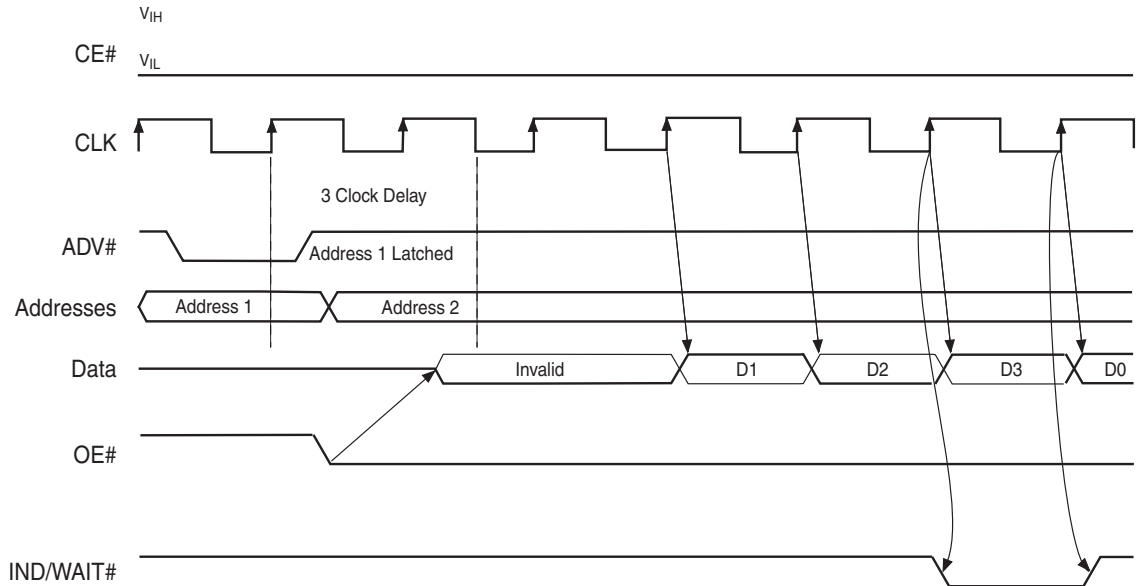 VIH
CE#
VIL
CLK
3 Clock Delay
ADV#
Address 1 Latched
Addresses
Address 1
Address 2
Data
Invalid
D1
D2
D3
D0
OE#
IND/WAIT#